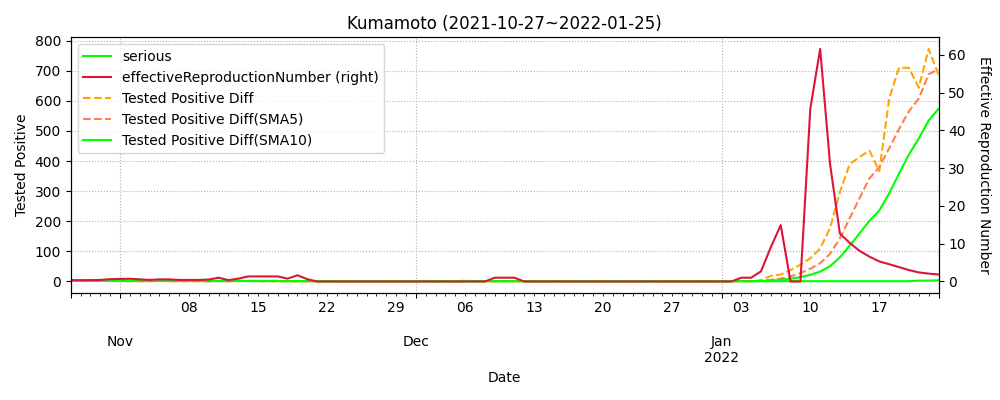 Kumamoto (2021-10-27~2022-01-25)
serious
effectiveReproductionNumber (right)
Tested Positive Diff
Tested Positive Diff(SMA5)
Tested Positive Diff(SMA10)
Tested Positive
800
700
600
500
400
300
200
100
0
Effective Reproduction Number
60
50
40
30
20
10
0
08 15 22 29 06 13 20 27 03 10 17
Nov Dec Jan
2022
Date